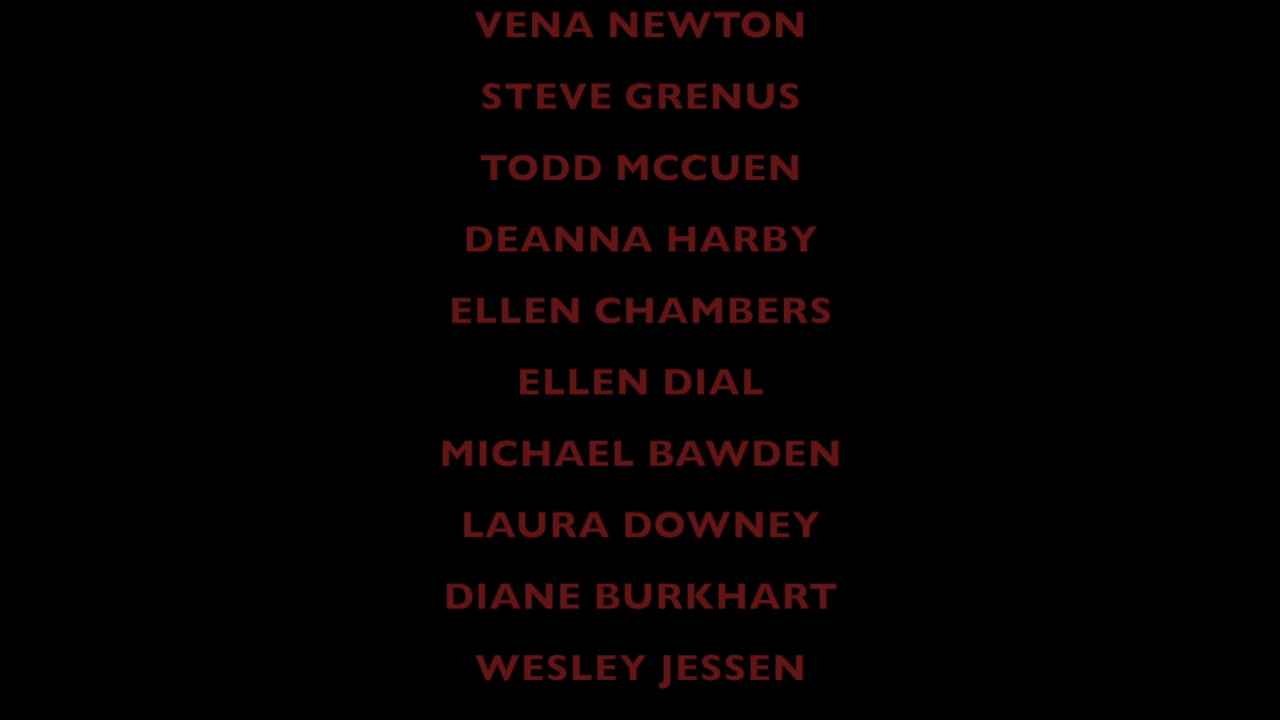 VENA NEWTON
STEVE GRENUS
TODD MCCUEN
DEANNA HARBY
ELLEN CHAMBERS
ELLEN DIAL
MICHAEL BAWDEN
LAURA DOWNEY
DIANE BURKHART
WESLEY JESSEN